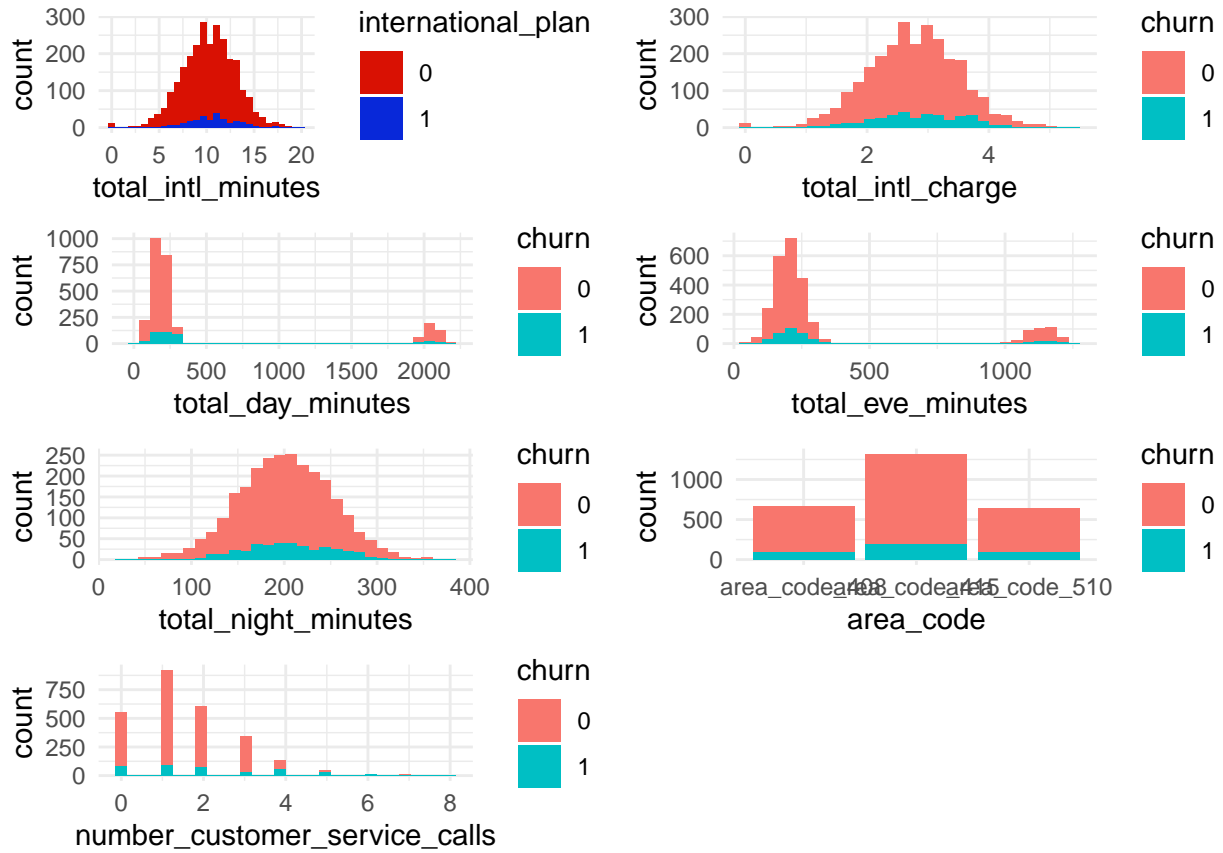 count
300
200
100
0
0 5 10 15 20
total_intl_minutes
international_plan
0
1
count
300
200
100
0
0 2 4
total_intl_charge
churn
0
1
count
1000
750
500
250
0
0 500 1000 1500 2000
total_day_minutes
churn
0
1
count
600
400
200
0
0 500 1000
total_eve_minutes
churn
0
1
count
250
200
150
100
50
0
0 100 200 300 400
total_night_minutes
churn
0
1
count
1000
500
0
area_code_408 area_code_415 area_code_510
area_code
churn
0
1
count
750
500
250
0
0 2 4 6 8
number_customer_service_calls
churn
0
1